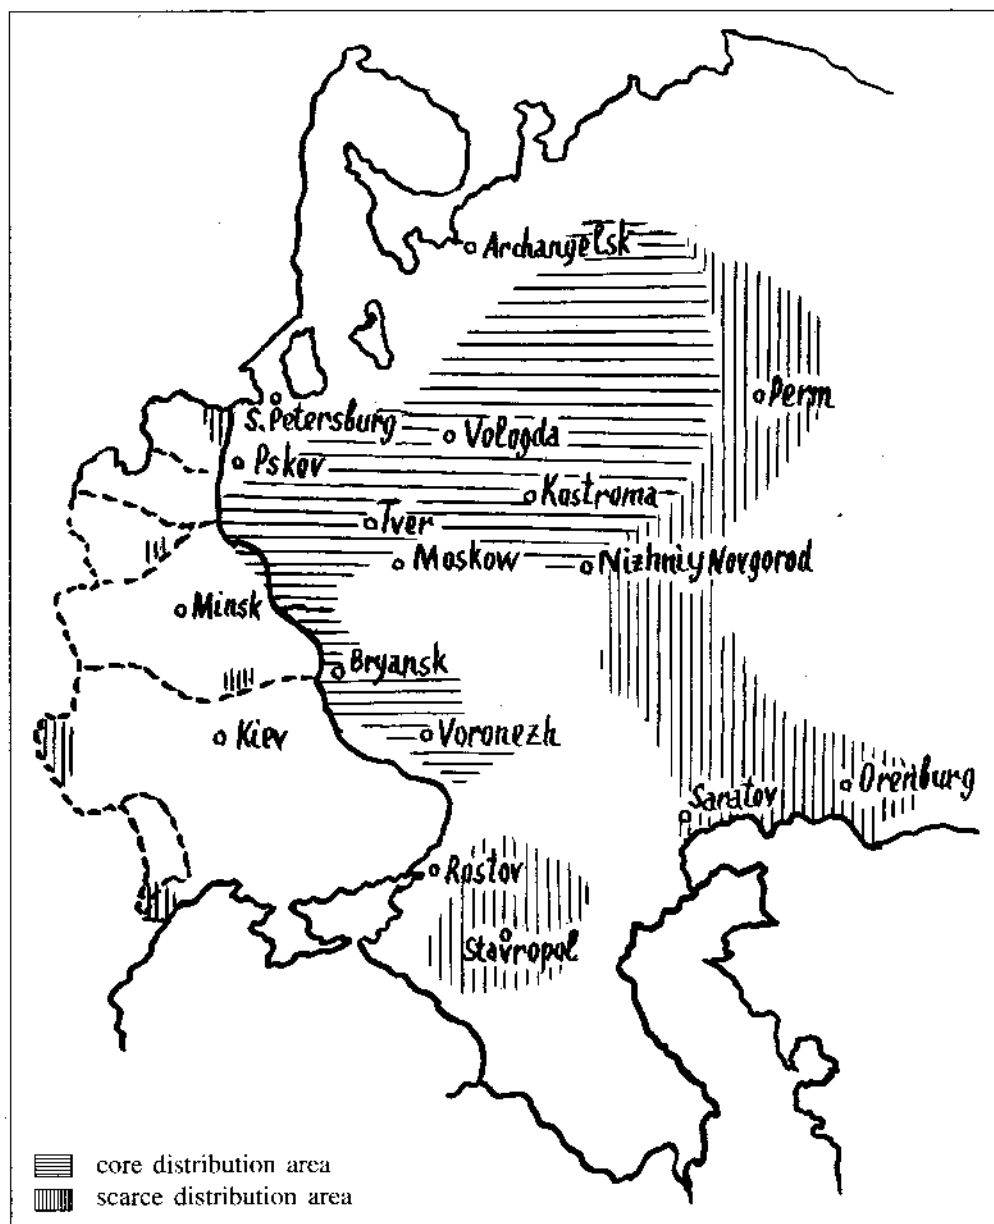 Archangelsk
Perm
S. Petersburg
Vologda
Pskov
Kostroma
Tver
Moskow
Nizhniy Novgorod
Minsk
Bryansk
Kiev
Voronezh
Orenburg
Saratov
Rostov
Stavropol
core distribution area
scarce distribution area